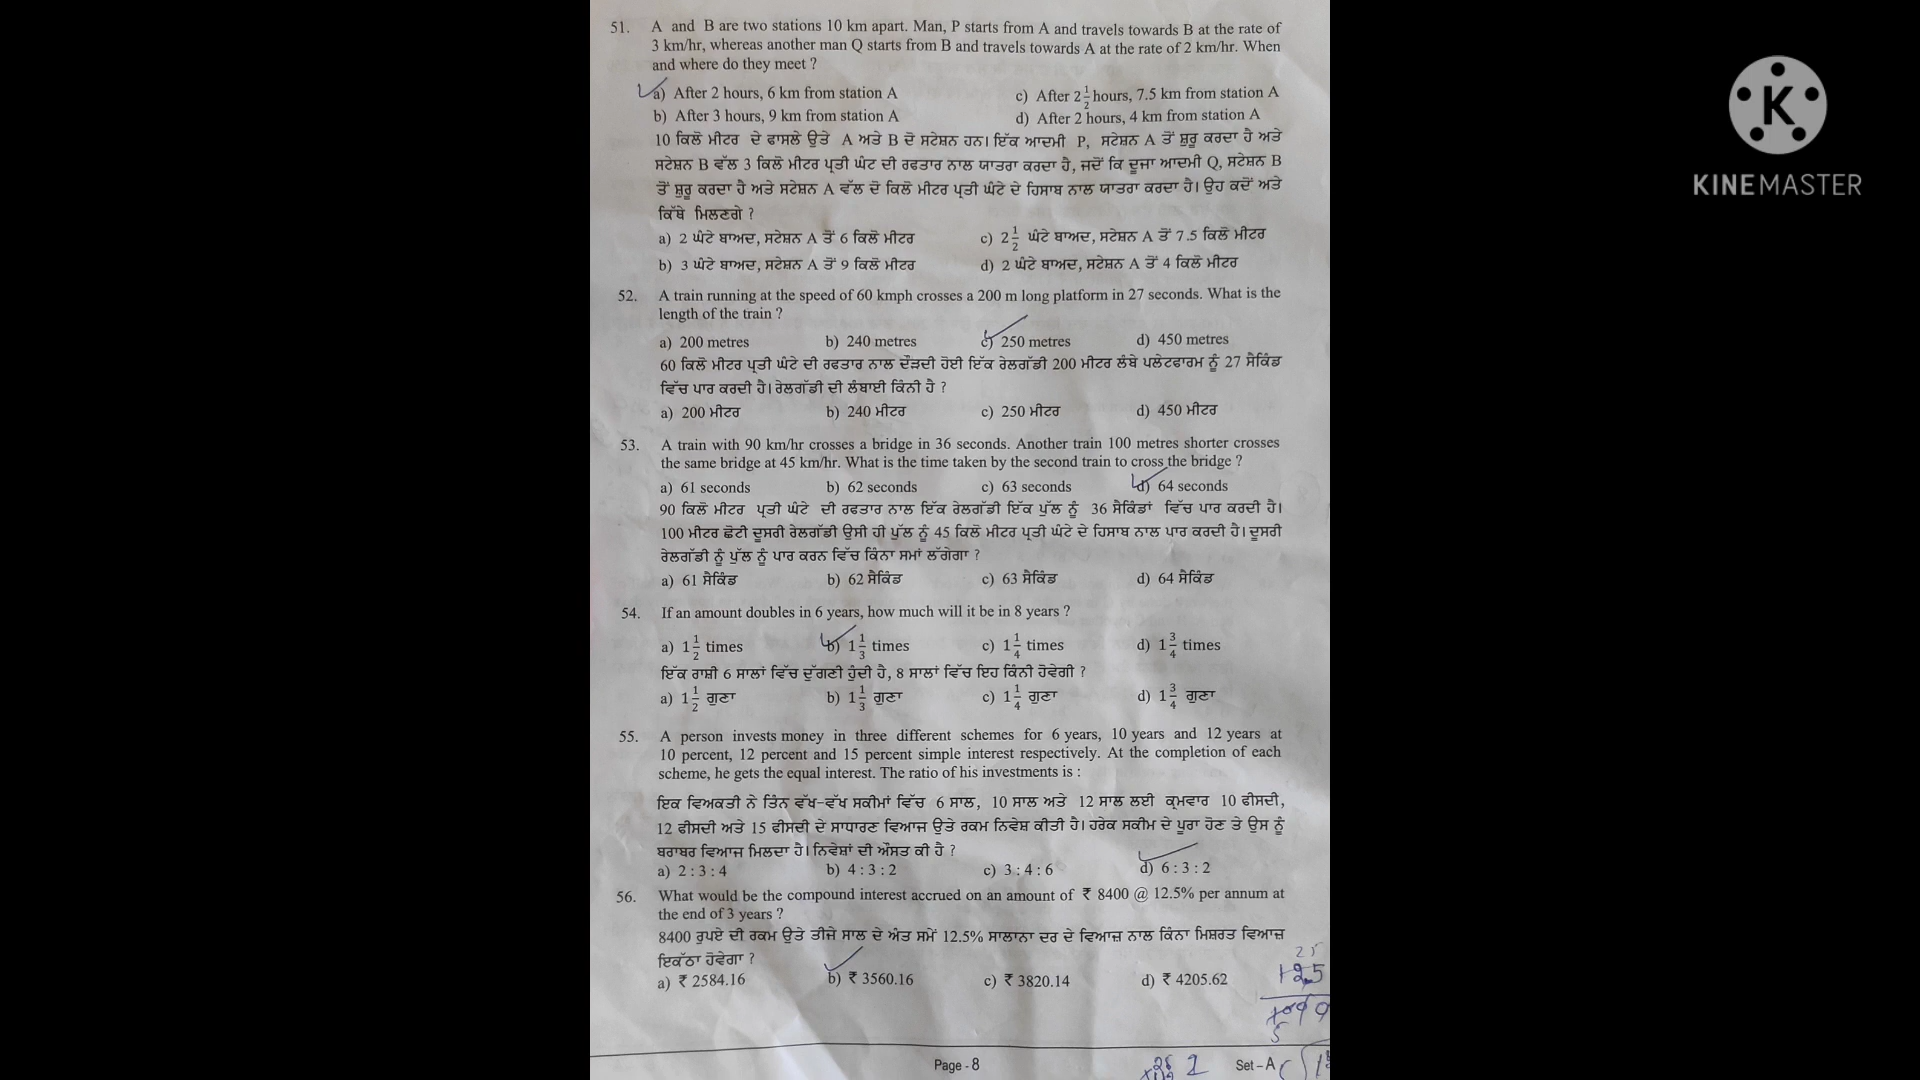 51. A and B are two stations 10 km apart. Man, P starts from A and travels towards B at the rate of
3 km/hr, whereas another man Q starts from B and travels towards A at the rate of 2 km/hr. When
and where do they meet ?
a) After 2 hours, 6 km from station A c) After 2 1/2 hours, 7.5 km from station A
b) After 3 hours, 9 km from station A d) After 2 hours, 4 km from station A
10 ਕਿਲੋ ਮੀਟਰ ਦੇ ਫਾਸਲੇ ਉਤੇ A ਅਤੇ B ਦੋ ਸਟੇਸ਼ਨ ਹਨ। ਇੱਕ ਆਦਮੀ P, ਸਟੇਸ਼ਨ A ਤੋਂ ਸ਼ੁਰੂ ਕਰਦਾ ਹੈ ਅਤੇ
ਸਟੇਸ਼ਨ B ਵੱਲ 3 ਕਿਲੋ ਮੀਟਰ ਪ੍ਰਤੀ ਘੰਟ ਦੀ ਰਫਤਾਰ ਨਾਲ ਯਾਤਰਾ ਕਰਦਾ ਹੈ, ਜਦੋਂ ਕਿ ਦੂਜਾ ਆਦਮੀ Q, ਸਟੇਸ਼ਨ B
ਤੋਂ ਸ਼ੁਰੂ ਕਰਦਾ ਹੈ ਅਤੇ ਸਟੇਸ਼ਨ A ਵੱਲ ਦੋ ਕਿਲੋ ਮੀਟਰ ਪ੍ਰਤੀ ਘੰਟੇ ਦੇ ਹਿਸਾਬ ਨਾਲ ਯਾਤਰਾ ਕਰਦਾ ਹੈ। ਉਹ ਕਦੋਂ ਅਤੇ
ਕਿੱਥੇ ਮਿਲਣਗੇ ?
a) 2 ਘੰਟੇ ਬਾਅਦ, ਸਟੇਸ਼ਨ A ਤੋਂ 6 ਕਿਲੋ ਮੀਟਰ c) 2 1/2 ਘੰਟੇ ਬਾਅਦ, ਸਟੇਸ਼ਨ A ਤੋਂ 7.5 ਕਿਲੋ ਮੀਟਰ
b) 3 ਘੰਟੇ ਬਾਅਦ, ਸਟੇਸ਼ਨ A ਤੋਂ 9 ਕਿਲੋ ਮੀਟਰ d) 2 ਘੰਟੇ ਬਾਅਦ, ਸਟੇਸ਼ਨ A ਤੋਂ 4 ਕਿਲੋ ਮੀਟਰ
52. A train running at the speed of 60 kmph crosses a 200 m long platform in 27 seconds. What is the
length of the train ?
a) 200 metres b) 240 metres c) 250 metres d) 450 metres
60 ਕਿਲੋ ਮੀਟਰ ਪ੍ਰਤੀ ਘੰਟੇ ਦੀ ਰਫਤਾਰ ਨਾਲ ਦੌੜਦੀ ਹੋਈ ਇੱਕ ਰੇਲਗੱਡੀ 200 ਮੀਟਰ ਲੰਬੇ ਪਲੇਟਫਾਰਮ ਨੂੰ 27 ਸੈਕਿੰਡ
ਵਿੱਚ ਪਾਰ ਕਰਦੀ ਹੈ। ਰੇਲਗੱਡੀ ਦੀ ਲੰਬਾਈ ਕਿੰਨੀ ਹੈ ?
a) 200 ਮੀਟਰ b) 240 ਮੀਟਰ c) 250 ਮੀਟਰ d) 450 ਮੀਟਰ
53. A train with 90 km/hr crosses a bridge in 36 seconds. Another train 100 metres shorter crosses
the same bridge at 45 km/hr. What is the time taken by the second train to cross the bridge ?
a) 61 seconds b) 62 seconds c) 63 seconds d) 64 seconds
90 ਕਿਲੋ ਮੀਟਰ ਪ੍ਰਤੀ ਘੰਟੇ ਦੀ ਰਫਤਾਰ ਨਾਲ ਇੱਕ ਰੇਲਗੱਡੀ ਇੱਕ ਪੁੱਲ ਨੂੰ 36 ਸੈਕਿੰਡਾਂ ਵਿੱਚ ਪਾਰ ਕਰਦੀ ਹੈ।
100 ਮੀਟਰ ਛੋਟੀ ਦੂਸਰੀ ਰੇਲਗੱਡੀ ਉਸੀ ਹੀ ਪੁੱਲ ਨੂੰ 45 ਕਿਲੋ ਮੀਟਰ ਪ੍ਰਤੀ ਘੰਟੇ ਦੇ ਹਿਸਾਬ ਨਾਲ ਪਾਰ ਕਰਦੀ ਹੈ। ਦੂਸਰੀ
ਰੇਲਗੱਡੀ ਨੂੰ ਪੁੱਲ ਨੂੰ ਪਾਰ ਕਰਨ ਵਿੱਚ ਕਿੰਨਾ ਸਮਾਂ ਲੱਗੇਗਾ ?
a) 61 ਸੈਕਿੰਡ b) 62 ਸੈਕਿੰਡ c) 63 ਸੈਕਿੰਡ d) 64 ਸੈਕਿੰਡ
54. If an amount doubles in 6 years, how much will it be in 8 years ?
a) 1 1/2 times b) 1 1/3 times c) 1 1/4 times d) 1 3/4 times
ਇੱਕ ਰਾਸ਼ੀ 6 ਸਾਲਾਂ ਵਿੱਚ ਦੁੱਗਣੀ ਹੁੰਦੀ ਹੈ, 8 ਸਾਲਾਂ ਵਿੱਚ ਇਹ ਕਿੰਨੀ ਹੋਵੇਗੀ ?
a) 1 1/2 ਗੁਣਾ b) 1 1/3 ਗੁਣਾ c) 1 1/4 ਗੁਣਾ d) 1 3/4 ਗੁਣਾ
55. A person invests money in three different schemes for 6 years, 10 years and 12 years at
10 percent, 12 percent and 15 percent simple interest respectively. At the completion of each
scheme, he gets the equal interest. The ratio of his investments is :
ਇਕ ਵਿਅਕਤੀ ਨੇ ਤਿੰਨ ਵੱਖ-ਵੱਖ ਸਕੀਮਾਂ ਵਿੱਚ 6 ਸਾਲ, 10 ਸਾਲ ਅਤੇ 12 ਸਾਲ ਲਈ ਕ੍ਰਮਵਾਰ 10 ਫੀਸਦੀ,
12 ਫੀਸਦੀ ਅਤੇ 15 ਫੀਸਦੀ ਦੇ ਸਾਧਾਰਣ ਵਿਆਜ ਉਤੇ ਰਕਮ ਨਿਵੇਸ਼ ਕੀਤੀ ਹੈ। ਹਰੇਕ ਸਕੀਮ ਦੇ ਪੂਰਾ ਹੋਣ ਤੇ ਉਸ ਨੂੰ
ਬਰਾਬਰ ਵਿਆਜ ਮਿਲਦਾ ਹੈ। ਨਿਵੇਸ਼ਾਂ ਦੀ ਔਸਤ ਕੀ ਹੈ ?
a) 2 : 3 : 4 b) 4 : 3 : 2 c) 3 : 4 : 6 d) 6 : 3 : 2
56. What would be the compound interest accrued on an amount of ₹ 8400 @ 12.5% per annum at
the end of 3 years ?
8400 ਰੁਪਏ ਦੀ ਰਕਮ ਉਤੇ ਤੀਜੇ ਸਾਲ ਦੇ ਅੰਤ ਸਮੇਂ 12.5% ਸਾਲਾਨਾ ਦਰ ਦੇ ਵਿਆਜ਼ ਨਾਲ ਕਿੰਨਾ ਮਿਸ਼ਰਤ ਵਿਆਜ਼
ਇਕੱਠਾ ਹੋਵੇਗਾ ?
a) ₹ 2584.16 b) ₹ 3560.16 c) ₹ 3820.14 d) ₹ 4205.62
Page - 8 Set – A
K
KINEMASTER